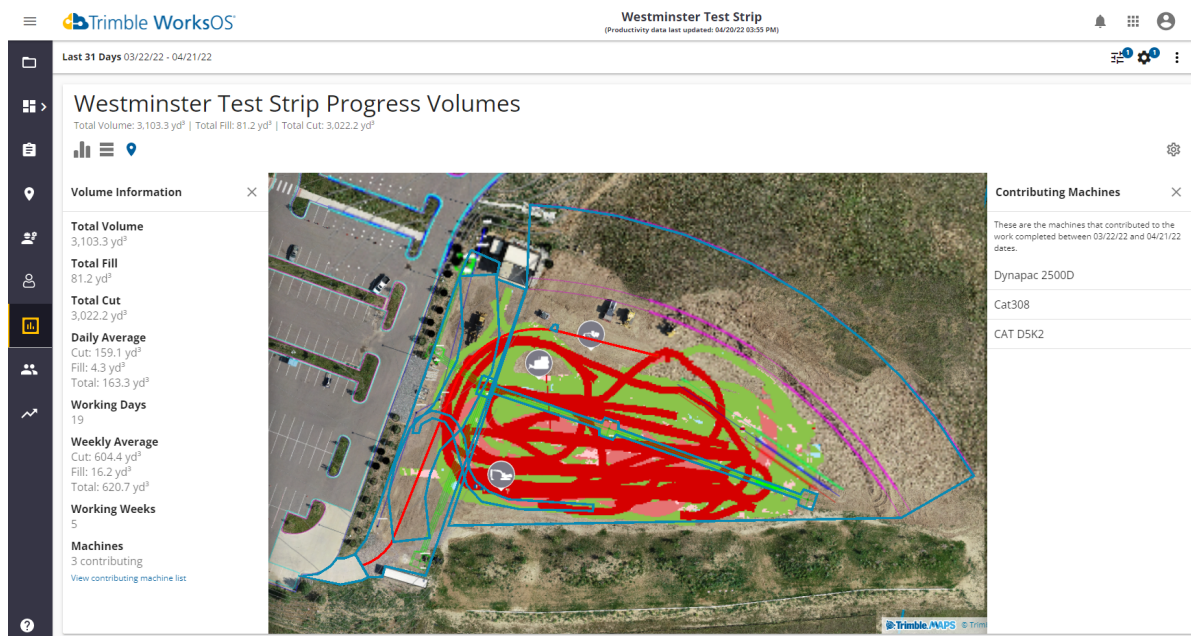 Trimble WorksOS
Westminster Test Strip
(Productivity data last updated: 04/20/22 03:55 PM)
Last 31 Days 03/22/22 - 04/21/22
1
1
Westminster Test Strip Progress Volumes
Total Volume: 3,103.3 yd³ | Total Fill: 81.2 yd³ | Total Cut: 3,022.2 yd³
Volume Information
Total Volume
3,103.3 yd³
Total Fill
81.2 yd³
Total Cut
3,022.2 yd³
Daily Average
Cut: 159.1 yd³
Fill: 4.3 yd³
Total: 163.3 yd³
Working Days
19
Weekly Average
Cut: 604.4 yd³
Fill: 16.2 yd³
Total: 620.7 yd³
Working Weeks
5
Machines
3 contributing
View contributing machine list
Contributing Machines
These are the machines that contributed to the
work completed between 03/22/22 and 04/21/22
dates.
Dynapac 2500D
Cat308
CAT D5K2
Trimble.MAPS © Trim